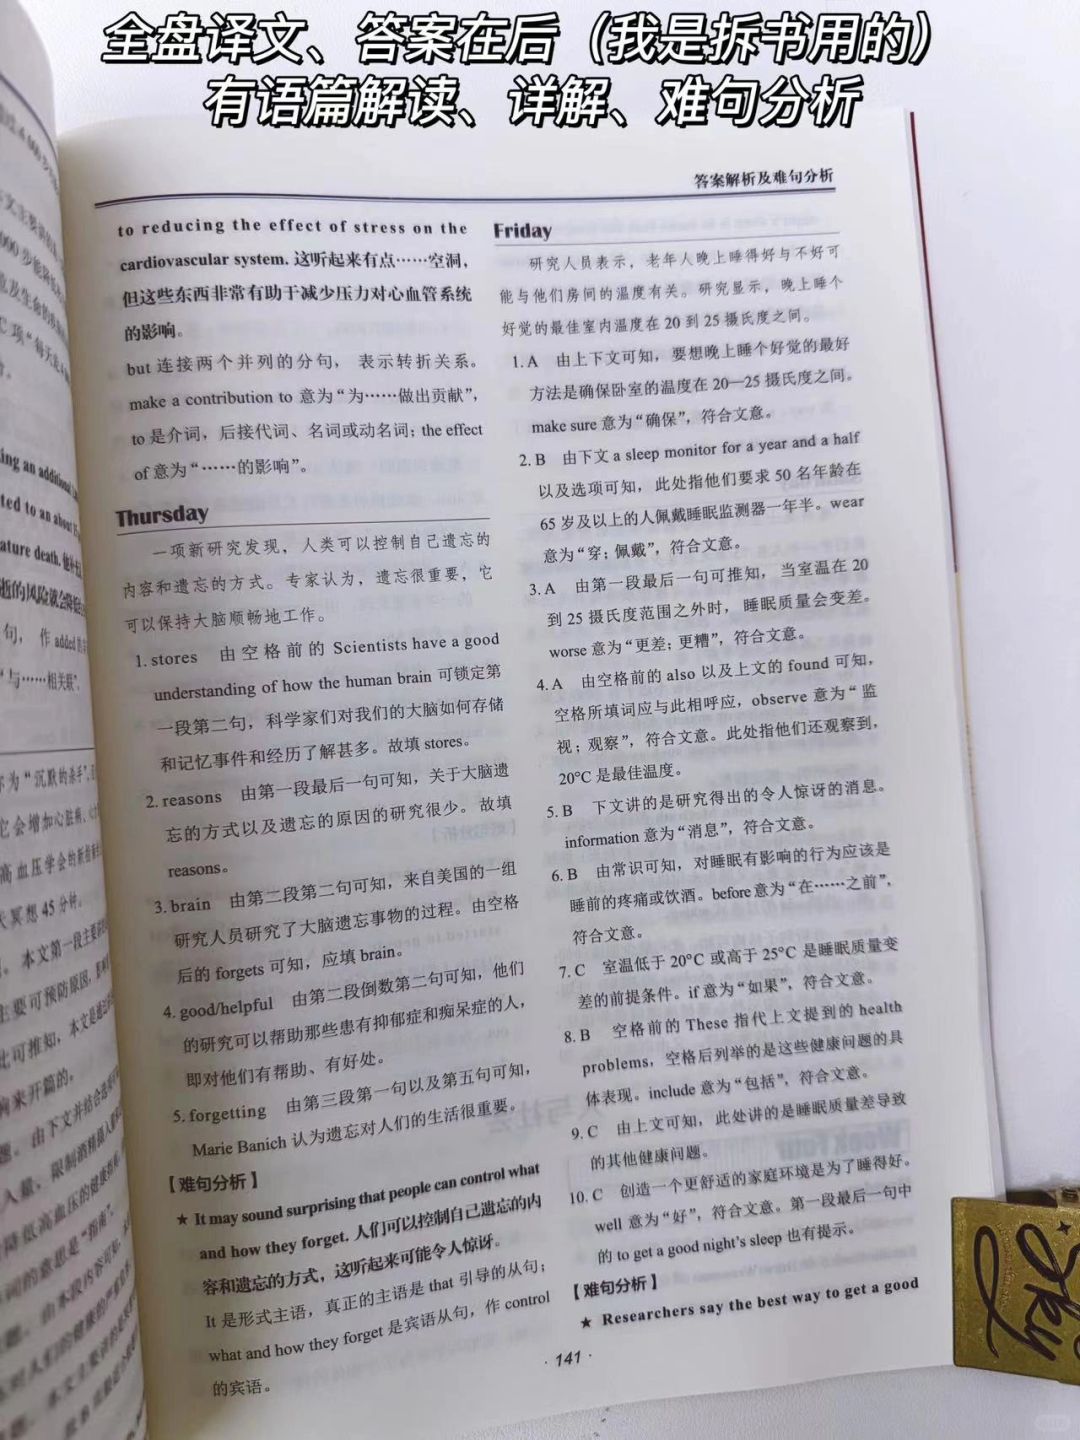 全盘译文、答案在后（我是拆书用的）
有语篇解读、详解、难句分析
答案解析及难句分析
to reducing the effect of stress on the
cardiovascular system. 这听起来有点……空洞，
但这些东西非常有助于减少压力对心血管系统
的影响。
but 连接两个并列的分句，表示转折关系。
make a contribution to 意为“为……做出贡献”，
to 是介词，后接代词、名词或动名词；the effect
of 意为“……的影响”。
Thursday
一项新研究发现，人类可以控制自己遗忘的
内容和遗忘的方式。专家认为，遗忘很重要，它
可以保持大脑顺畅地工作。
1. stores 由空格前的 Scientists have a good
understanding of how the human brain 可锁定第
一段第二句，科学家们对我们的大脑如何存储
和记忆事件和经历了解甚多。故填 stores。
2. reasons 由第一段最后一句可知，关于大脑遗
忘的方式以及遗忘的原因的研究很少。故填
reasons。
3. brain 由第二段第二句可知，来自美国的一组
研究人员研究了大脑遗忘事物的过程。由空格
后的 forgets 可知，应填 brain。
4. good/helpful 由第二段倒数第二句可知，他们
的研究可以帮助那些患有抑郁症和痴呆症的人，
即对他们有帮助、有好处。
5. forgetting 由第三段第一句以及第五句可知，
Marie Banich 认为遗忘对人们的生活很重要。
【难句分析】
★ It may sound surprising that people can control what
and how they forget. 人们可以控制自己遗忘的内
容和遗忘的方式，这听起来可能令人惊讶。
It 是形式主语，真正的主语是 that 引导的从句；
what and how they forget 是宾语从句，作 control
的宾语。
Friday
研究人员表示，老年人晚上睡得好与不好可
能与他们房间的温度有关。研究显示，晚上睡个
好觉的最佳室内温度在 20 到 25 摄氏度之间。
1. A 由上下文可知，要想晚上睡个好觉的最好
方法是确保卧室的温度在 20—25 摄氏度之间。
make sure 意为“确保”，符合文意。
2. B 由下文 a sleep monitor for a year and a half
以及选项可知，此处指他们要求 50 名年龄在
65 岁及以上的人佩戴睡眠监测器一年半。wear
意为“穿；佩戴”，符合文意。
3. A 由第一段最后一句可推知，当室温在 20
到 25 摄氏度范围之外时，睡眠质量会变差。
worse 意为“更差；更糟”，符合文意。
4. A 由空格前的 also 以及上文的 found 可知，
空格所填词应与此相呼应，observe 意为“监
视；观察”，符合文意。此处指他们还观察到，
20°C 是最佳温度。
5. B 下文讲的是研究得出的令人惊讶的消息。
information 意为“消息”，符合文意。
6. B 由常识可知，对睡眠有影响的行为应该是
睡前的疼痛或饮酒。before 意为“在……之前”，
符合文意。
7. C 室温低于 20°C 或高于 25°C 是睡眠质量变
差的前提条件。if 意为“如果”，符合文意。
8. B 空格前的 These 指代上文提到的 health
problems，空格后列举的是这些健康问题的具
体表现。include 意为“包括”，符合文意。
9. C 由上文可知，此处讲的是睡眠质量差导致
的其他健康问题。
10. C 创造一个更舒适的家庭环境是为了睡得好。
well 意为“好”，符合文意。第一段最后一句中
的 to get a good night's sleep 也有提示。
【难句分析】
★ Researchers say the best way to get a good
· 141 ·